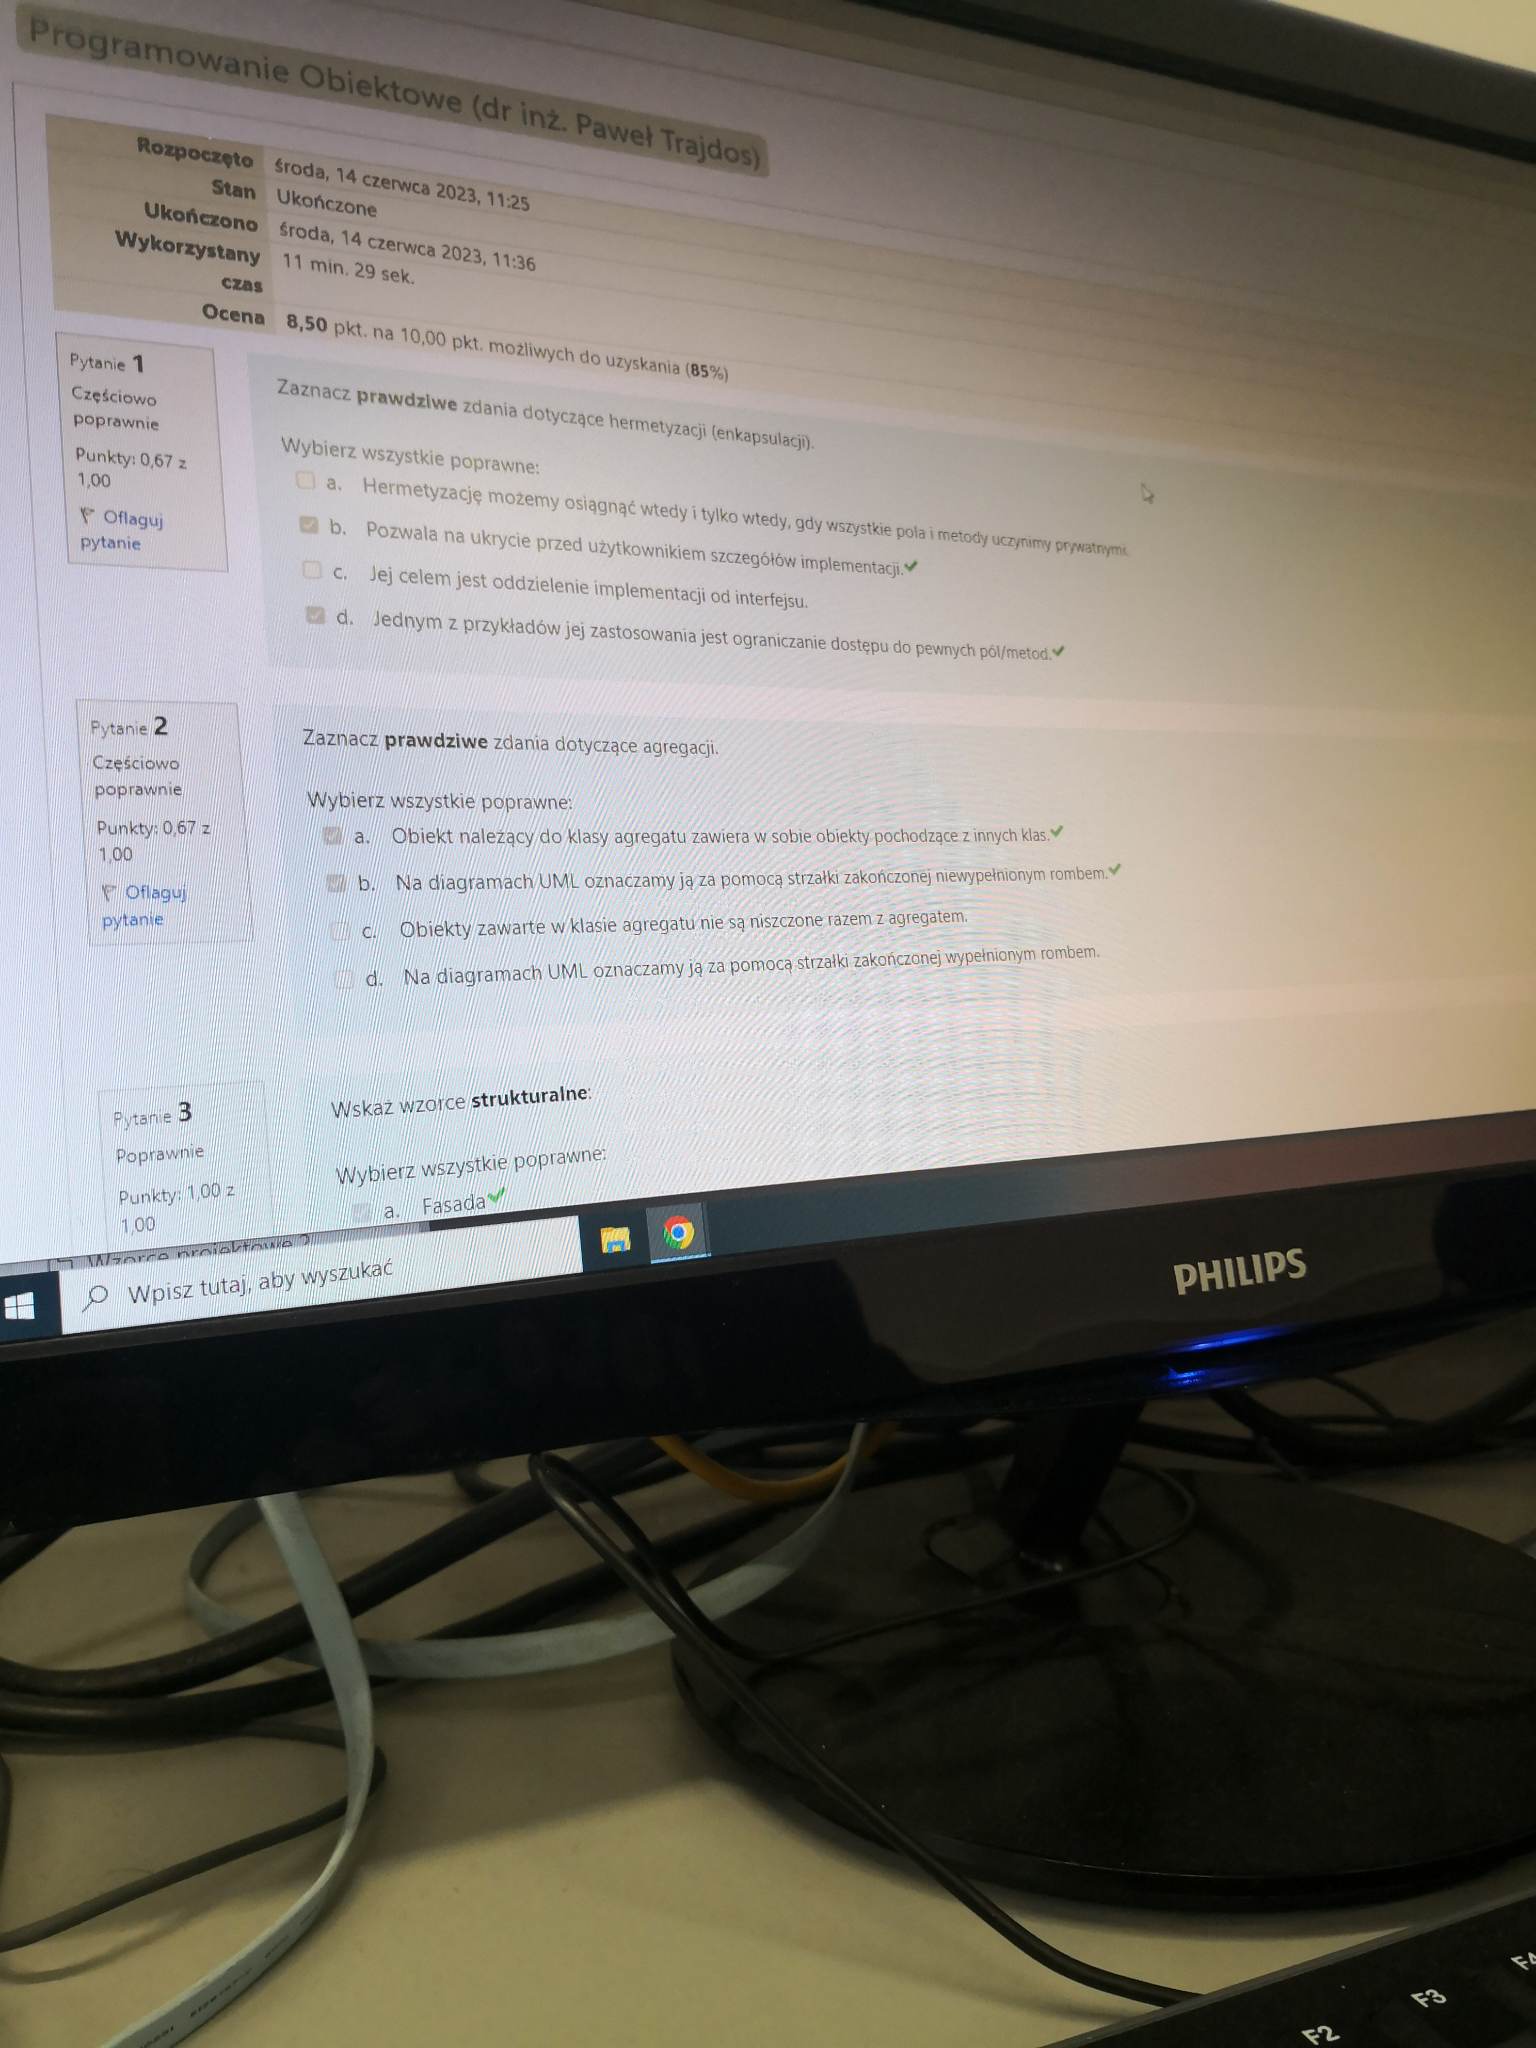 Programowanie Obiektowe (dr inż. Paweł Trajdos)
Rozpoczęto środa, 14 czerwca 2023, 11:25
Stan Ukończone
Ukończono środa, 14 czerwca 2023, 11:36
Wykorzystany czas 11 min. 29 sek.
Ocena 8,50 pkt. na 10,00 pkt. możliwych do uzyskania (85%)
Pytanie 1
Częściowo
poprawnie
Punkty: 0,67 z
1,00
Oflaguj
pytanie
Zaznacz prawdziwe zdania dotyczące hermetyzacji (enkapsulacji).
Wybierz wszystkie poprawne:
a. Hermetyzację możemy osiągnąć wtedy i tylko wtedy, gdy wszystkie pola i metody uczynimy prywatnymi.
b. Pozwala na ukrycie przed użytkownikiem szczegółów implementacji.
c. Jej celem jest oddzielenie implementacji od interfejsu.
d. Jednym z przykładów jej zastosowania jest ograniczanie dostępu do pewnych pól/metod.
Pytanie 2
Częściowo
poprawnie
Punkty: 0,67 z
1,00
Oflaguj
pytanie
Zaznacz prawdziwe zdania dotyczące agregacji.
Wybierz wszystkie poprawne:
a. Obiekt należący do klasy agregatu zawiera w sobie obiekty pochodzące z innych klas.
b. Na diagramach UML oznaczamy ją za pomocą strzałki zakończonej niewypełnionym rombem.
c. Obiekty zawarte w klasie agregatu nie są niszczone razem z agregatem.
d. Na diagramach UML oznaczamy ją za pomocą strzałki zakończonej wypełnionym rombem.
Pytanie 3
Poprawnie
Punkty: 1,00 z
1,00
Wskaż wzorce strukturalne:
Wybierz wszystkie poprawne:
a. Fasada
Wzorce projektowe 2
Wpisz tutaj, aby wyszukać
PHILIPS
F2
F3
F4